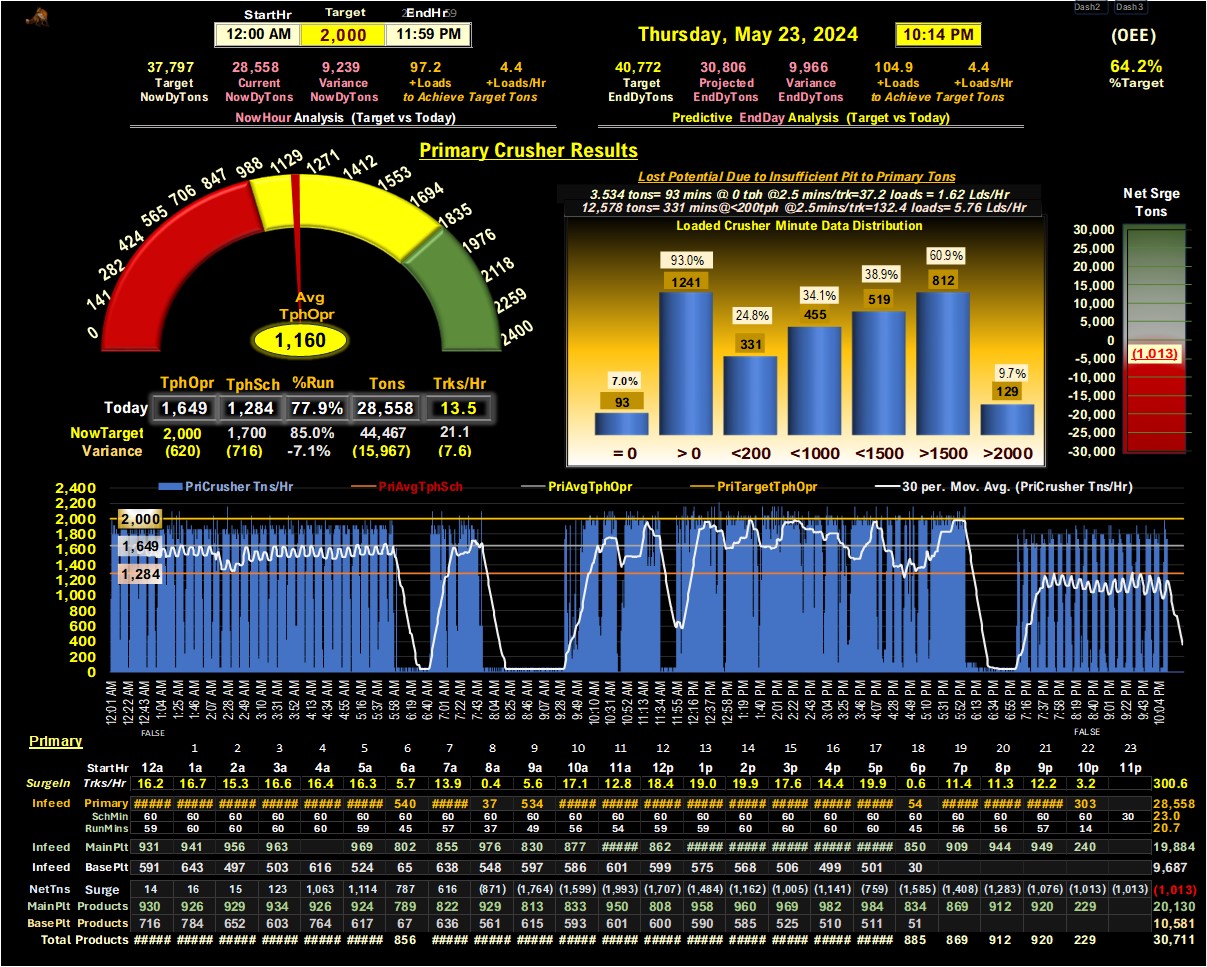 Dash2 Dash3
StartHr Target EndHr
12:00 AM 2,000 11:59 PM
Thursday, May 23, 2024 10:14 PM (OEE)
37,797 28,558 9,239 97.2 4.4
Target Current Variance +Loads +Loads/Hr
NowDyTons NowDyTons NowDyTons to Achieve Target Tons
NowHour Analysis (Target vs Today)
40,772 30,806 9,966 104.9 4.4
Target Projected Variance +Loads +Loads/Hr
EndDyTons EndDyTons EndDyTons to Achieve Target Tons
Predictive EndDay Analysis (Target vs Today)
64.2%
%Target
Primary Crusher Results
0 141 282 424 565 706 847 988 1129 1271 1412 1553 1694 1835 1976 2118 2259 2400
Avg
TphOpr
1,160
Lost Potential Due to Insufficient Pit to Primary Tons
3.534 tons= 93 mins @ 0 tph @2.5 mins/trk=37.2 loads = 1.62 Lds/Hr
12,578 tons= 331 mins@<200tph @2.5mins/trk=132.4 loads= 5.76 Lds/Hr
Loaded Crusher Minute Data Distribution
7.0% 93.0% 24.8% 34.1% 38.9% 60.9% 9.7%
93 1241 331 455 519 812 129
= 0 > 0 <200 <1000 <1500 >1500 >2000
Net Srge
Tons
30,000
25,000
20,000
15,000
10,000
5,000
0
(1,013)
-5,000
-10,000
-15,000
-20,000
-25,000
-30,000
TphOpr TphSch %Run Tons Trks/Hr
Today 1,649 1,284 77.9% 28,558 13.5
NowTarget 2,000 1,700 85.0% 44,467 21.1
Variance (620) (716) -7.1% (15,967) (7.6)
PriCrusher Tns/Hr PriAvgTphSch PriAvgTphOpr PriTargetTphOpr 30 per. Mov. Avg. (PriCrusher Tns/Hr)
2,400
2,200
2,000
1,800
1,600
1,400
1,200
1,000
800
600
400
200
0
2,000
1,649
1,284
12:01 AM 12:22 AM 12:43 AM 1:04 AM 1:25 AM 1:46 AM 2:07 AM 2:28 AM 2:49 AM 3:10 AM 3:31 AM 3:52 AM 4:13 AM 4:34 AM 4:55 AM 5:16 AM 5:37 AM 5:58 AM 6:19 AM 6:40 AM 7:01 AM 7:22 AM 7:43 AM 8:04 AM 8:25 AM 8:46 AM 9:07 AM 9:28 AM 9:49 AM 10:10 AM 10:31 AM 10:52 AM 11:13 AM 11:34 AM 11:55 AM 12:16 PM 12:37 PM 12:58 PM 1:19 PM 1:40 PM 2:01 PM 2:22 PM 2:43 PM 3:04 PM 3:25 PM 3:46 PM 4:07 PM 4:28 PM 4:49 PM 5:10 PM 5:31 PM 5:52 PM 6:13 PM 6:34 PM 6:55 PM 7:16 PM 7:37 PM 7:58 PM 8:19 PM 8:40 PM 9:01 PM 9:22 PM 9:43 PM 10:04 PM
FALSE FALSE
Primary 1 2 3 4 5 6 7 8 9 10 11 12 13 14 15 16 17 18 19 20 21 22 23
StartHr 12a 1a 2a 3a 4a 5a 6a 7a 8a 9a 10a 11a 12a 1p 2p 3p 4p 5p 6p 7p 8p 9p 10p 11p
SurgeIn Trks/Hr 16.2 16.7 15.3 16.6 16.4 16.3 5.7 13.9 0.4 5.6 17.1 12.8 18.4 19.0 19.9 17.6 14.4 19.9 0.6 11.4 11.3 12.2 3.2 300.6
Infeed Primary ##### ##### ##### ##### ##### ##### 540 ##### 37 534 ##### ##### ##### ##### ##### ##### ##### ##### 54 ##### ##### ##### 303 28,558
SchMin 60 60 60 60 60 60 60 60 60 60 60 60 60 60 60 60 60 60 60 60 60 60 60 30 23.0
RunMins 59 60 60 60 60 59 45 57 37 49 56 54 59 59 60 60 60 60 45 56 56 57 14 20.7
Infeed MainPlt 931 941 956 963 969 802 855 976 830 877 ##### 862 ##### ##### ##### ##### ##### 850 909 944 949 240 19,884
Infeed BasePlt 591 643 497 503 616 524 65 638 548 597 586 601 599 575 568 506 499 501 30 9,687
NetTns Surge 14 16 15 123 1,063 1,114 787 616 (871) (1,764) (1,599) (1,993) (1,707) (1,484) (1,162) (1,005) (1,141) (759) (1,585) (1,408) (1,283) (1,076) (1,013) (1,013) (1,013)
MainPlt Products 930 926 929 934 926 924 789 822 929 813 833 950 808 958 960 969 982 984 834 869 912 920 229 20,130
BasePlt Products 716 784 652 603 764 617 67 636 561 615 593 541 600 590 585 525 510 511 51 10,581
Total Products ##### ##### ##### ##### ##### ##### 856 ##### ##### ##### ##### ##### ##### ##### ##### ##### ##### ##### 885 869 912 920 229 30,711